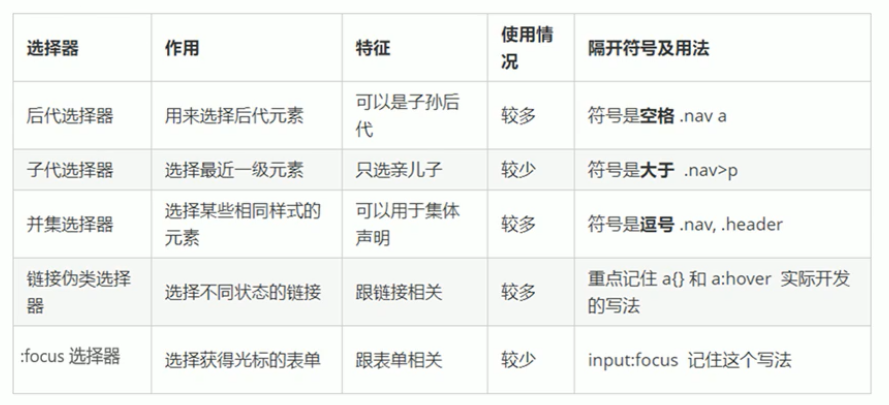 选择器 作用 特征 使用情况 隔开符号及用法
后代选择器 用来选择后代元素 可以是子孙后代 较多 符号是空格 .nav a
子代选择器 选择最近一级元素 只选亲儿子 较少 符号是大于 .nav>p
并集选择器 选择某些相同样式的元素 可以用于集体声明 较多 符号是逗号 .nav, .header
链接伪类选择器 选择不同状态的链接 跟链接相关 较多 重点记住 a{} 和 a:hover 实际开发的写法
:focus 选择器 选择获得光标的表单 跟表单相关 较少 input:focus 记住这个写法